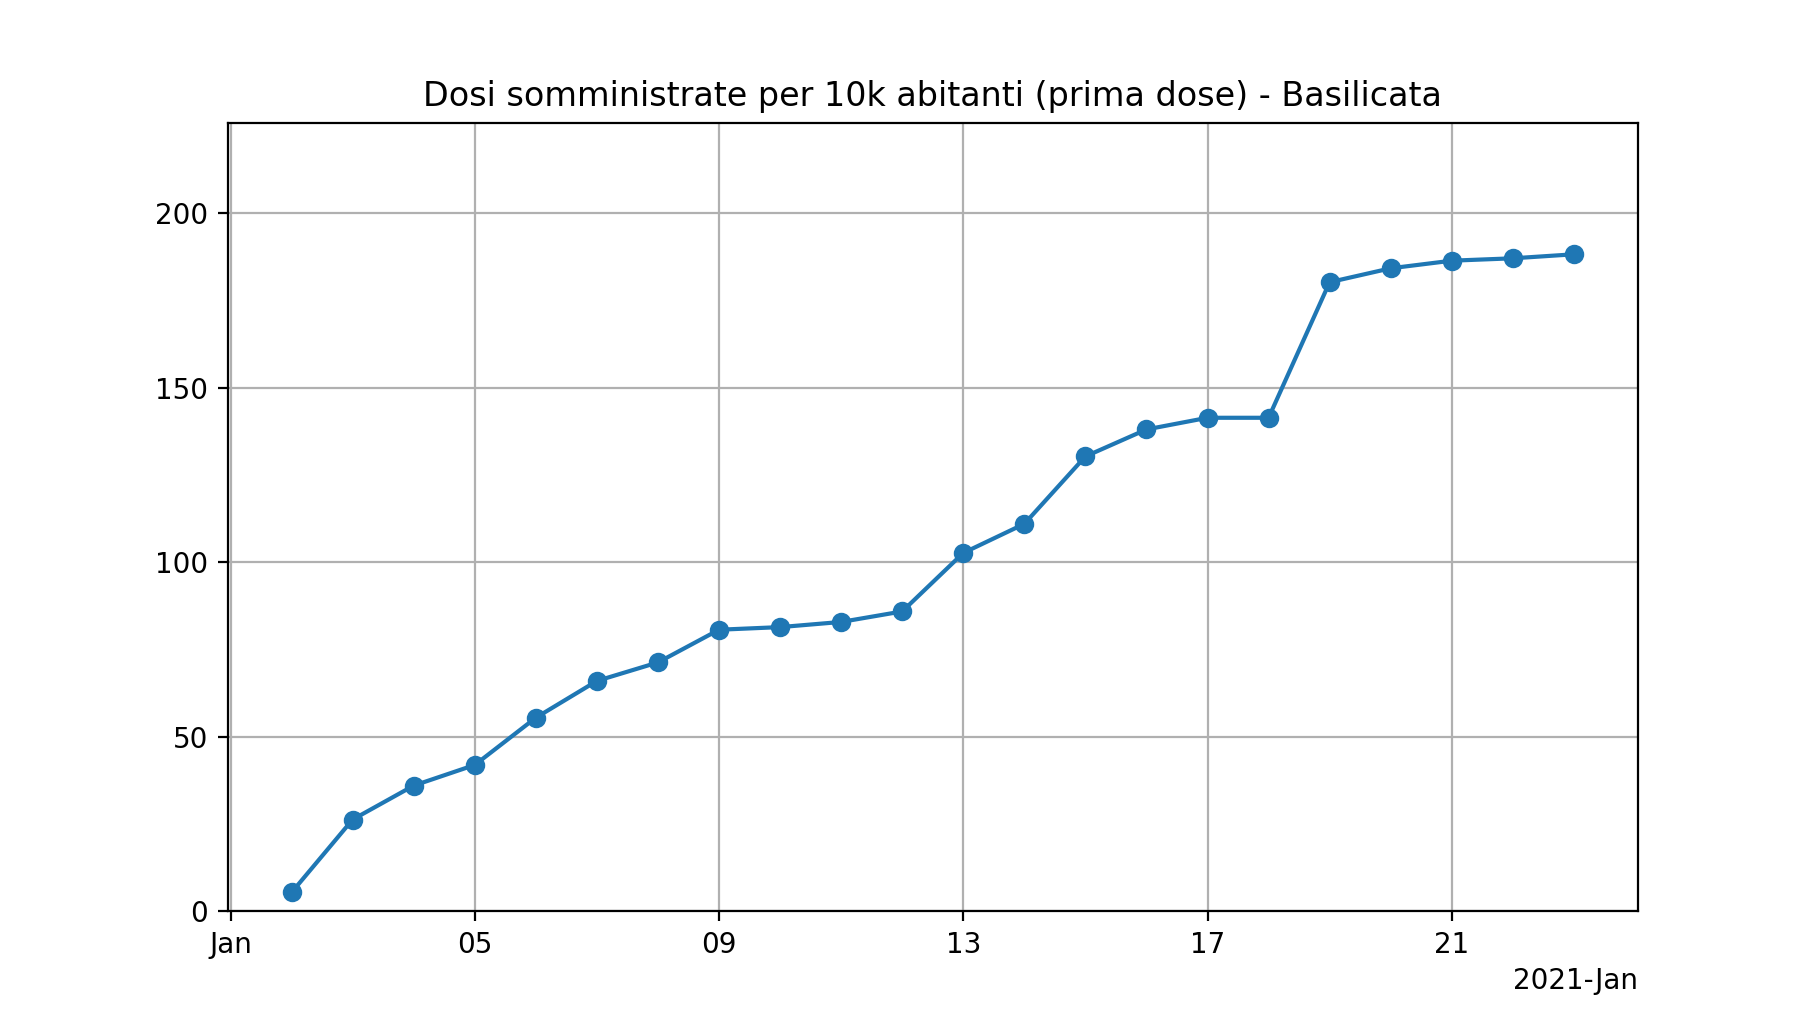 Dosi somministrate per 10k abitanti (prima dose) - Basilicata
200
150
100
50
0
Jan 05 09 13 17 21
2021-Jan